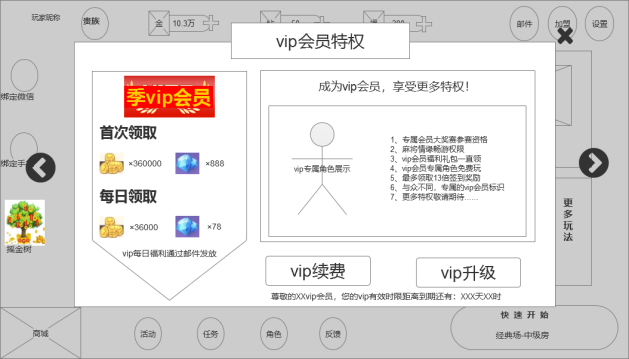 玩家昵称
贵族
金
10.3万
邮件
加盟
设置
vip会员特权
季vip会员
首次领取
×360000
×888
每日领取
×36000
×78
vip每日福利通过邮件发放
成为vip会员，享受更多特权！
vip专属角色展示
1、专属会员大奖赛参赛资格
2、麻将情缘畅游权限
3、vip会员福利礼包一直领
4、vip会员专属角色免费玩
5、最多领取13倍签到奖励
6、与众不同，专属的vip会员标识
7、更多特权敬请期待……
vip续费
vip升级
尊敬的XXvip会员，您的vip有效时限距离到期还有：XXX天XX时
绑定微信
绑定手
摇金树
更多玩法
商城
活动
任务
角色
反馈
快 速 开 始
经典场-中级房